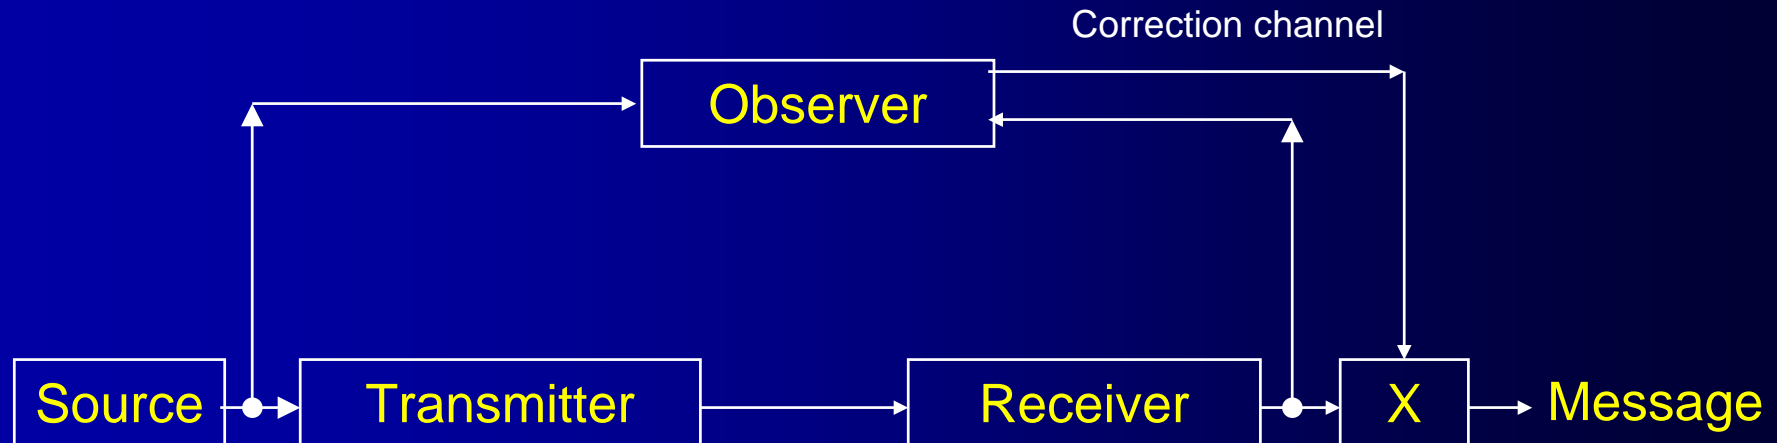 Correction channel
Observer
Source
Transmitter
Receiver
X
Message